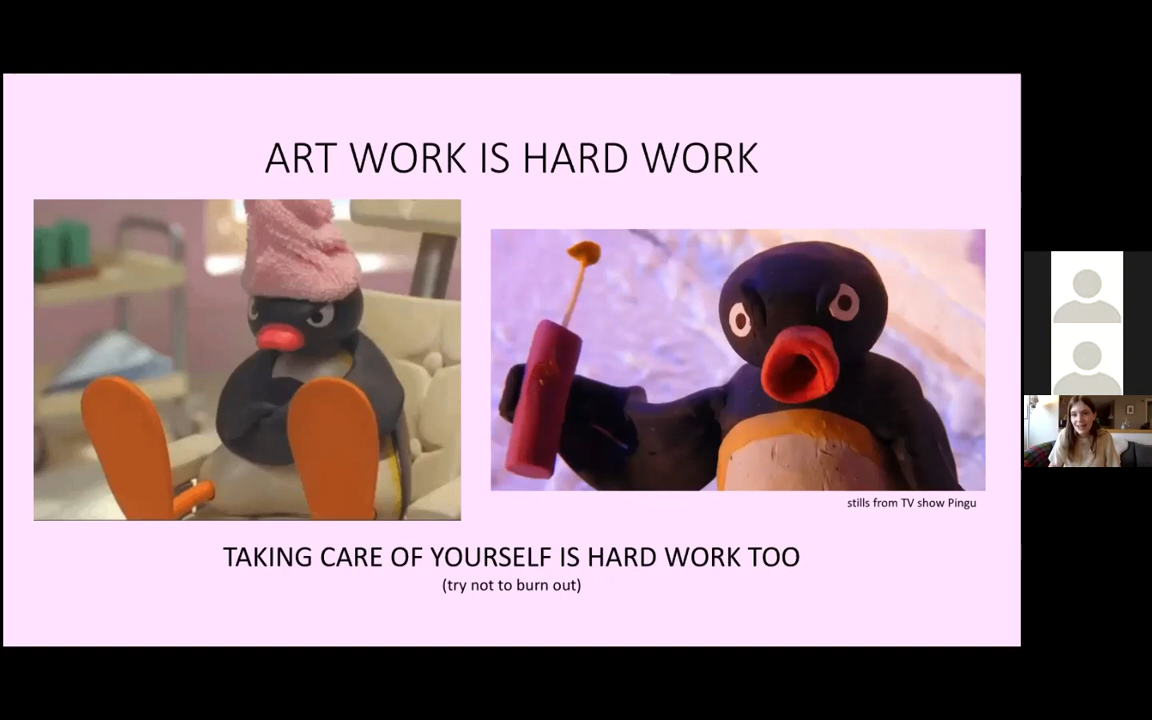 ART WORK IS HARD WORK
stills from TV show Pingu
TAKING CARE OF YOURSELF IS HARD WORK TOO
(try not to burn out)